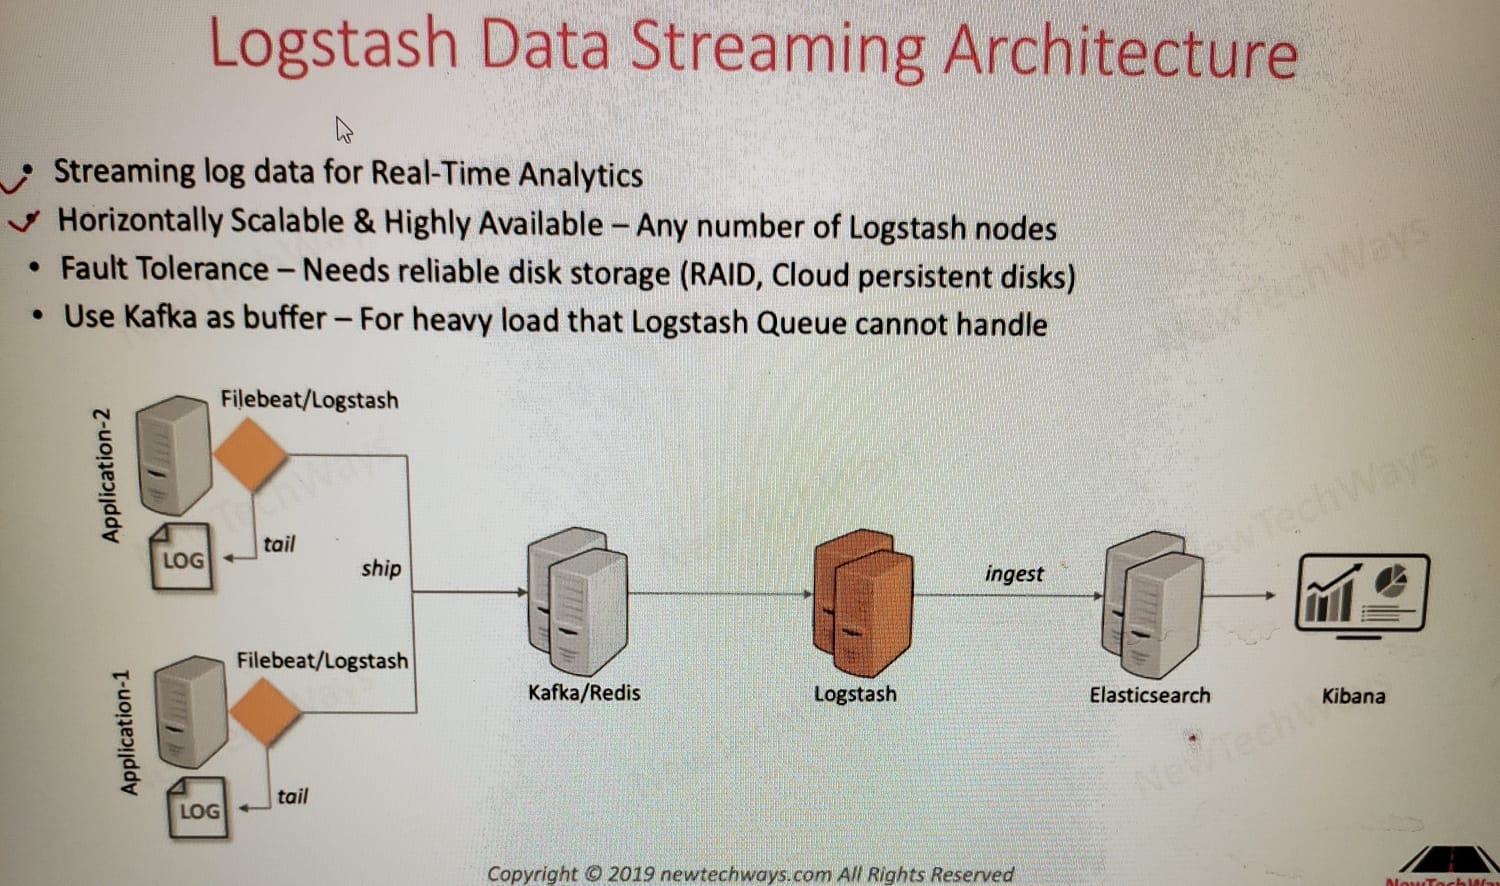 Logstash Data Streaming Architecture
• Streaming log data for Real-Time Analytics
Horizontally Scalable & Highly Available – Any number of Logstash nodes
• Fault Tolerance – Needs reliable disk storage (RAID, Cloud persistent disks)
• Use Kafka as buffer – For heavy load that Logstash Queue cannot handle
Application-2
Filebeat/Logstash
LOG
tail
ship
Application-1
Filebeat/Logstash
LOG
tail
Kafka/Redis
Logstash
ingest
Elasticsearch
Kibana
NewTechWays
NewTechWays
NewTechWays
Copyright © 2019 newtechways.com All Rights Reserved